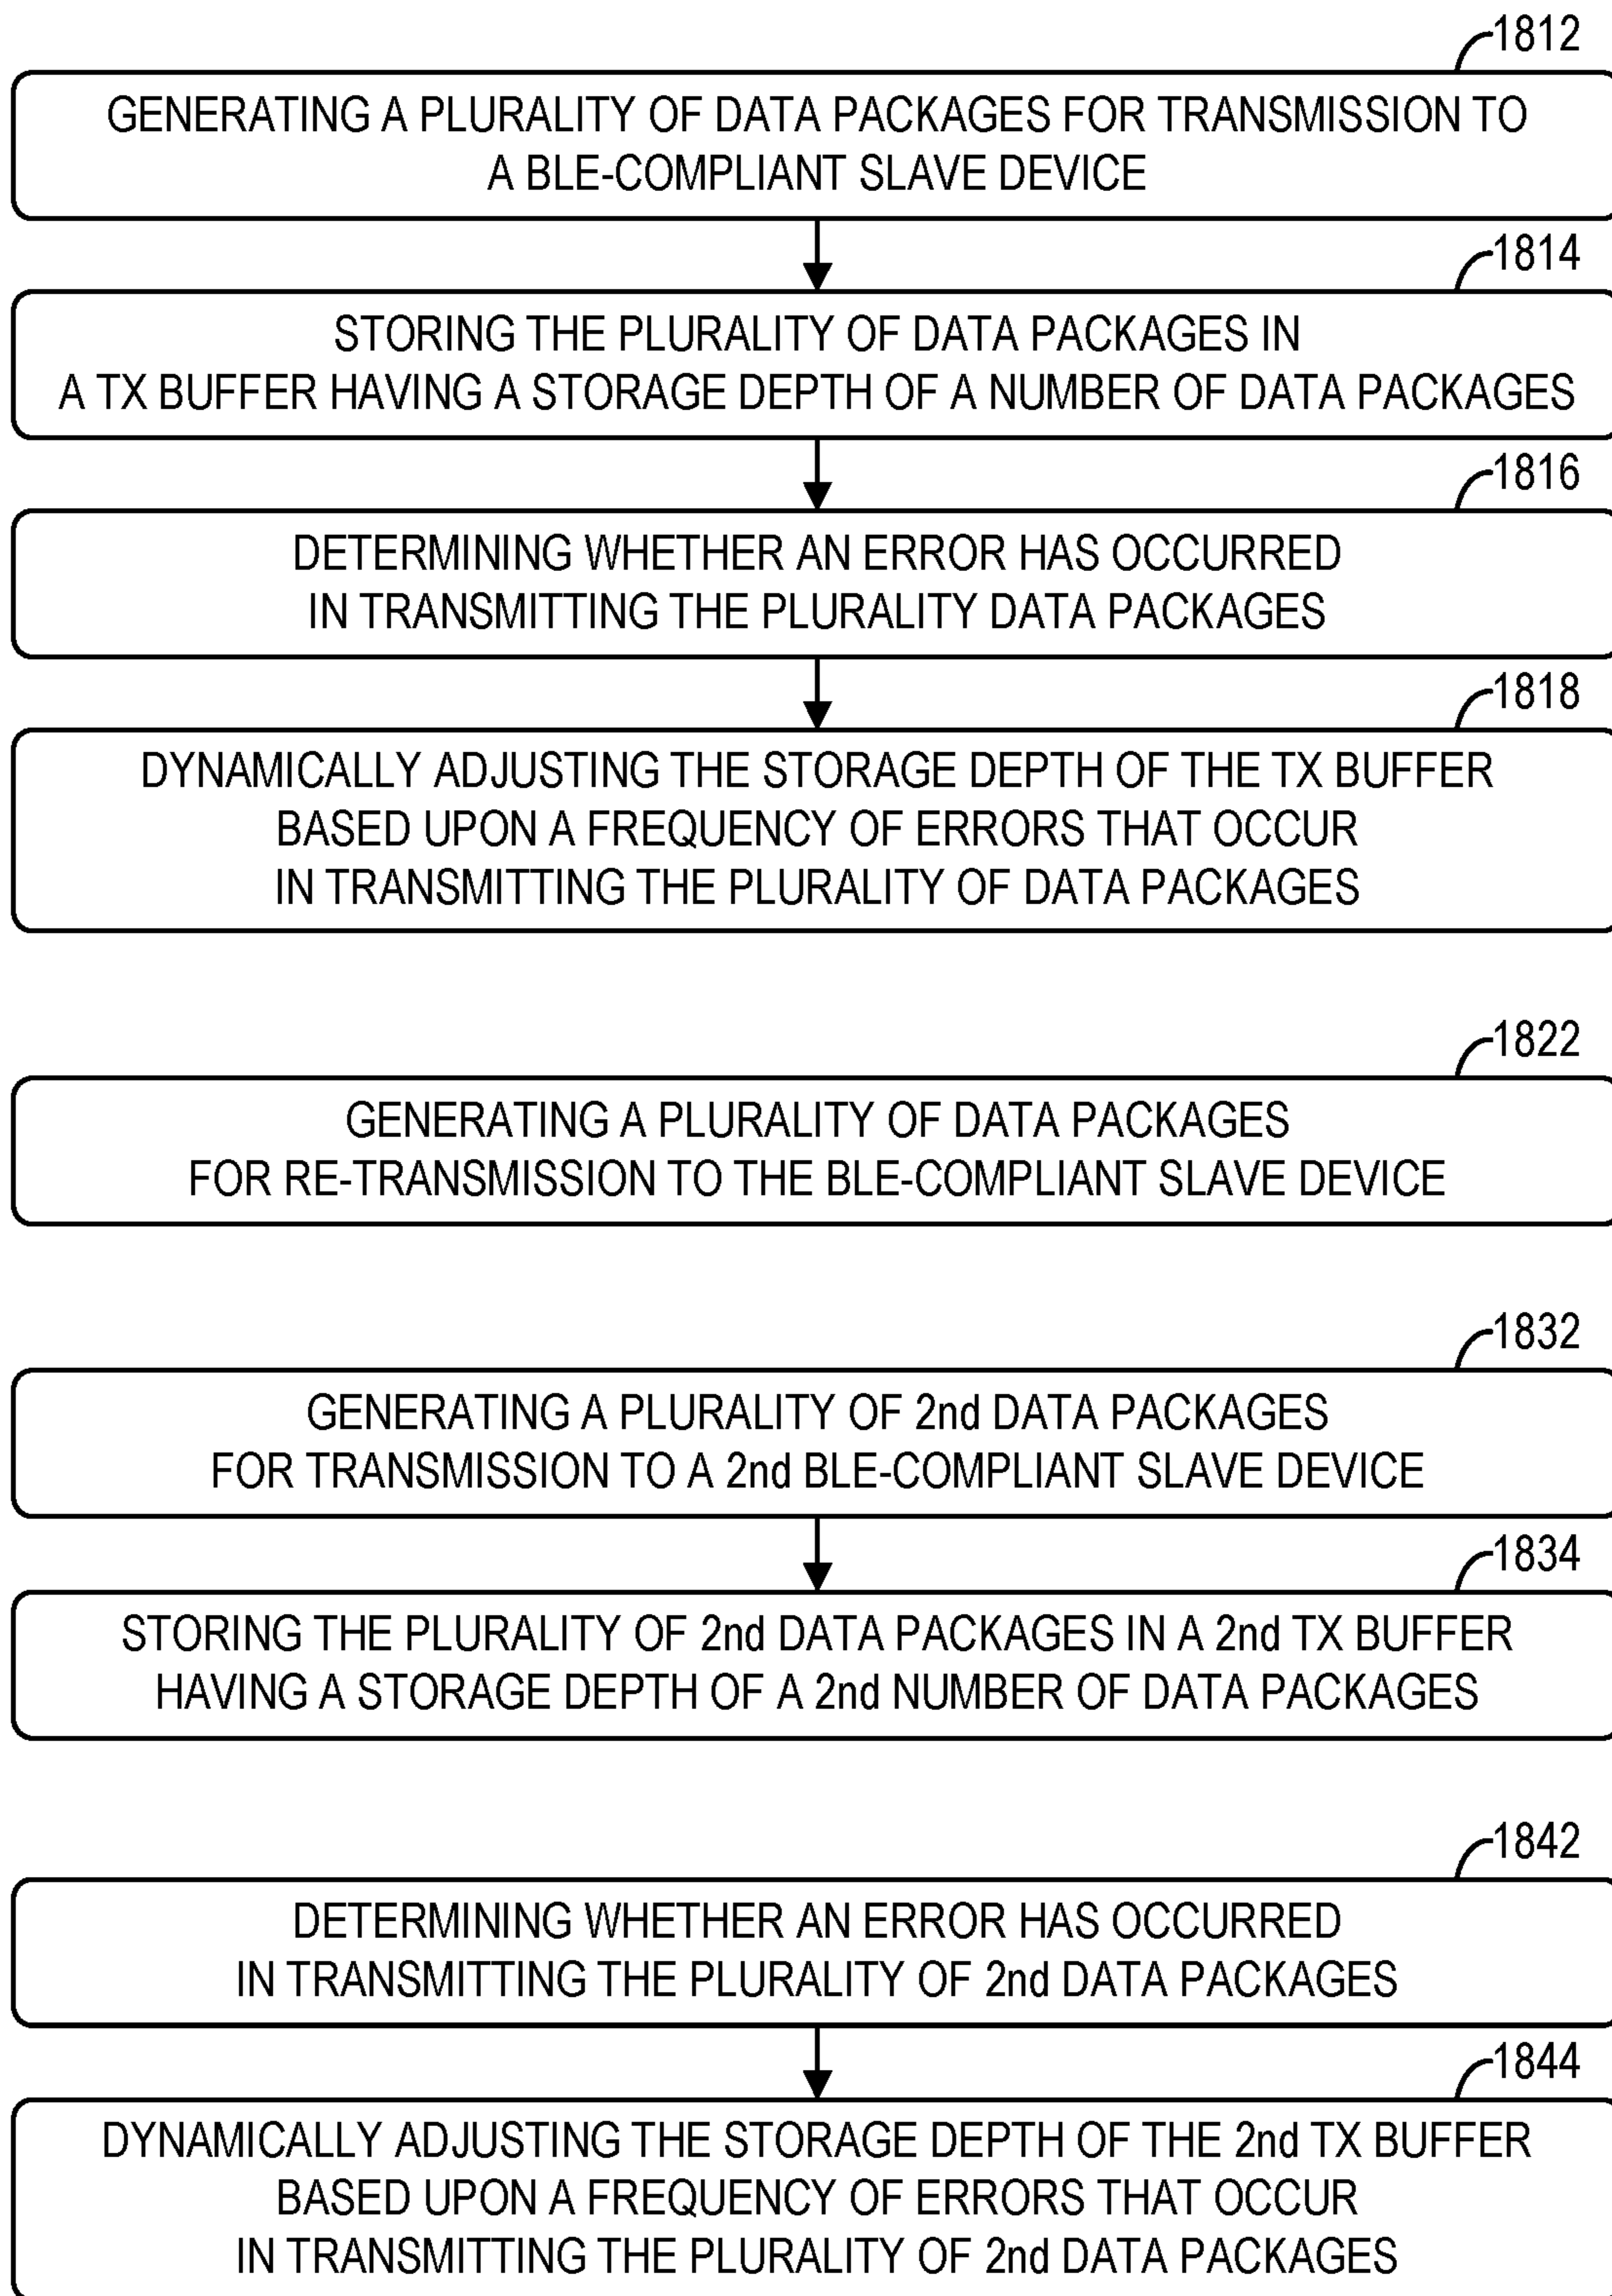 1812
GENERATING A PLURALITY OF DATA PACKAGES FOR TRANSMISSION TO
A BLE-COMPLIANT SLAVE DEVICE
1814
STORING THE PLURALITY OF DATA PACKAGES IN
A TX BUFFER HAVING A STORAGE DEPTH OF A NUMBER OF DATA PACKAGES
1816
DETERMINING WHETHER AN ERROR HAS OCCURRED
IN TRANSMITTING THE PLURALITY DATA PACKAGES
1818
DYNAMICALLY ADJUSTING THE STORAGE DEPTH OF THE TX BUFFER
BASED UPON A FREQUENCY OF ERRORS THAT OCCUR
IN TRANSMITTING THE PLURALITY OF DATA PACKAGES
1822
GENERATING A PLURALITY OF DATA PACKAGES
FOR RE-TRANSMISSION TO THE BLE-COMPLIANT SLAVE DEVICE
1832
GENERATING A PLURALITY OF 2nd DATA PACKAGES
FOR TRANSMISSION TO A 2nd BLE-COMPLIANT SLAVE DEVICE
1834
STORING THE PLURALITY OF 2nd DATA PACKAGES IN A 2nd TX BUFFER
HAVING A STORAGE DEPTH OF A 2nd NUMBER OF DATA PACKAGES
1842
DETERMINING WHETHER AN ERROR HAS OCCURRED
IN TRANSMITTING THE PLURALITY OF 2nd DATA PACKAGES
1844
DYNAMICALLY ADJUSTING THE STORAGE DEPTH OF THE 2nd TX BUFFER
BASED UPON A FREQUENCY OF ERRORS THAT OCCUR
IN TRANSMITTING THE PLURALITY OF 2nd DATA PACKAGES